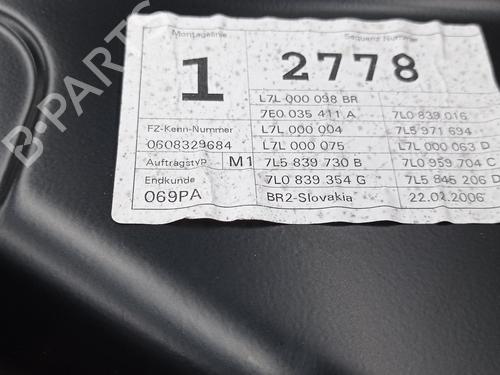 B-PARTS
Montagelinie Sequenz Nummer
1 2778
L7L 000 098 BR
7E0 035 411 A 7L0 839 016
FZ-Kenn-Nummer L7L 000 004 7L5 971 694
0608329684 L7L 000 075 L7L 000 063 D
Auftragstyp M1 7L5 839 730 B 7L0 959 704 C
Endkunde 7L0 839 354 G 7L5 845 206 D
069PA BR2-Slovakia 22.02.2006